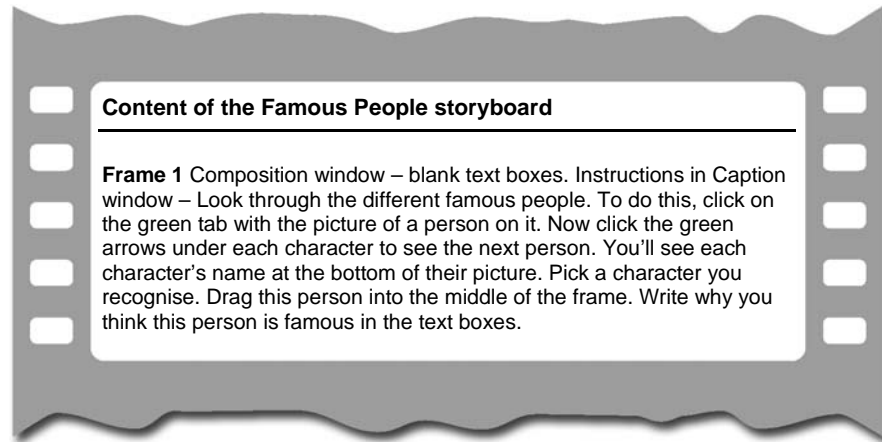 Content of the Famous People storyboard
Frame 1 Composition window – blank text boxes. Instructions in Caption
window – Look through the different famous people. To do this, click on
the green tab with the picture of a person on it. Now click the green
arrows under each character to see the next person. You'll see each
character's name at the bottom of their picture. Pick a character you
recognise. Drag this person into the middle of the frame. Write why you
think this person is famous in the text boxes.